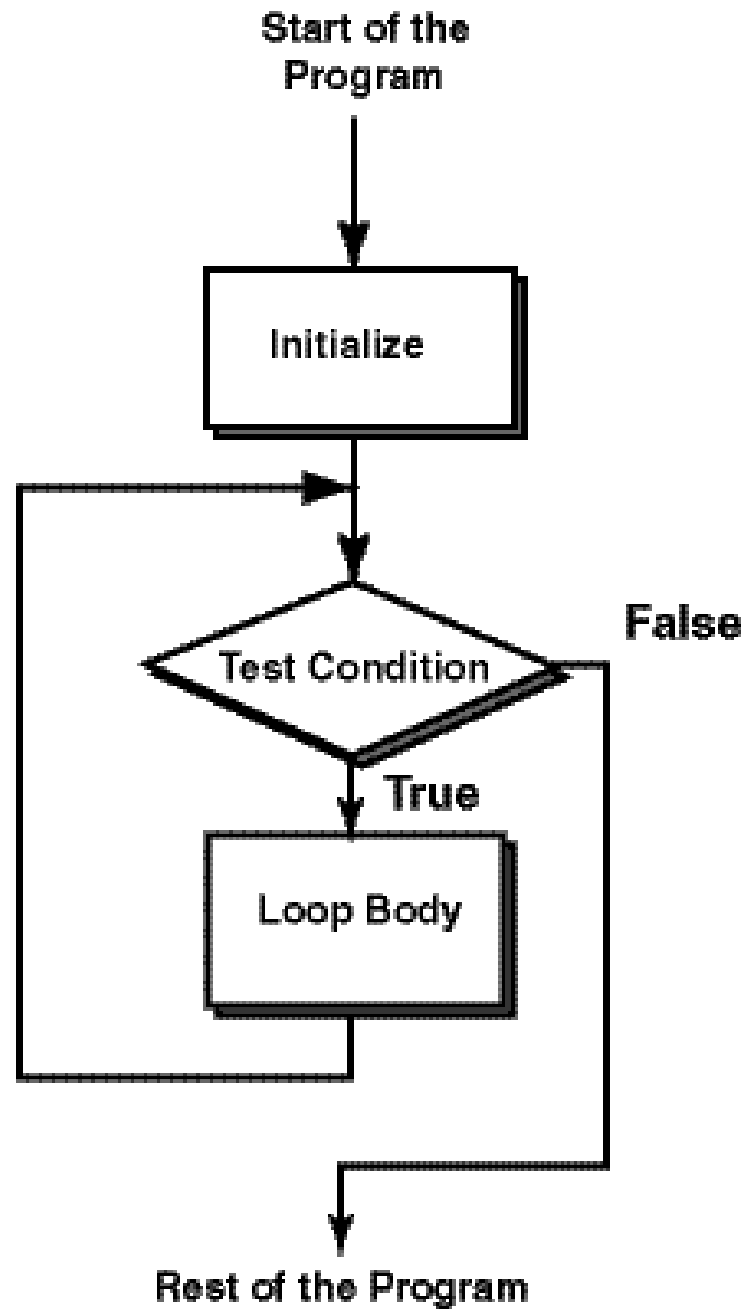 Start of the
Program
Initialize
Test Condition
False
True
Loop Body
Rest of the Program